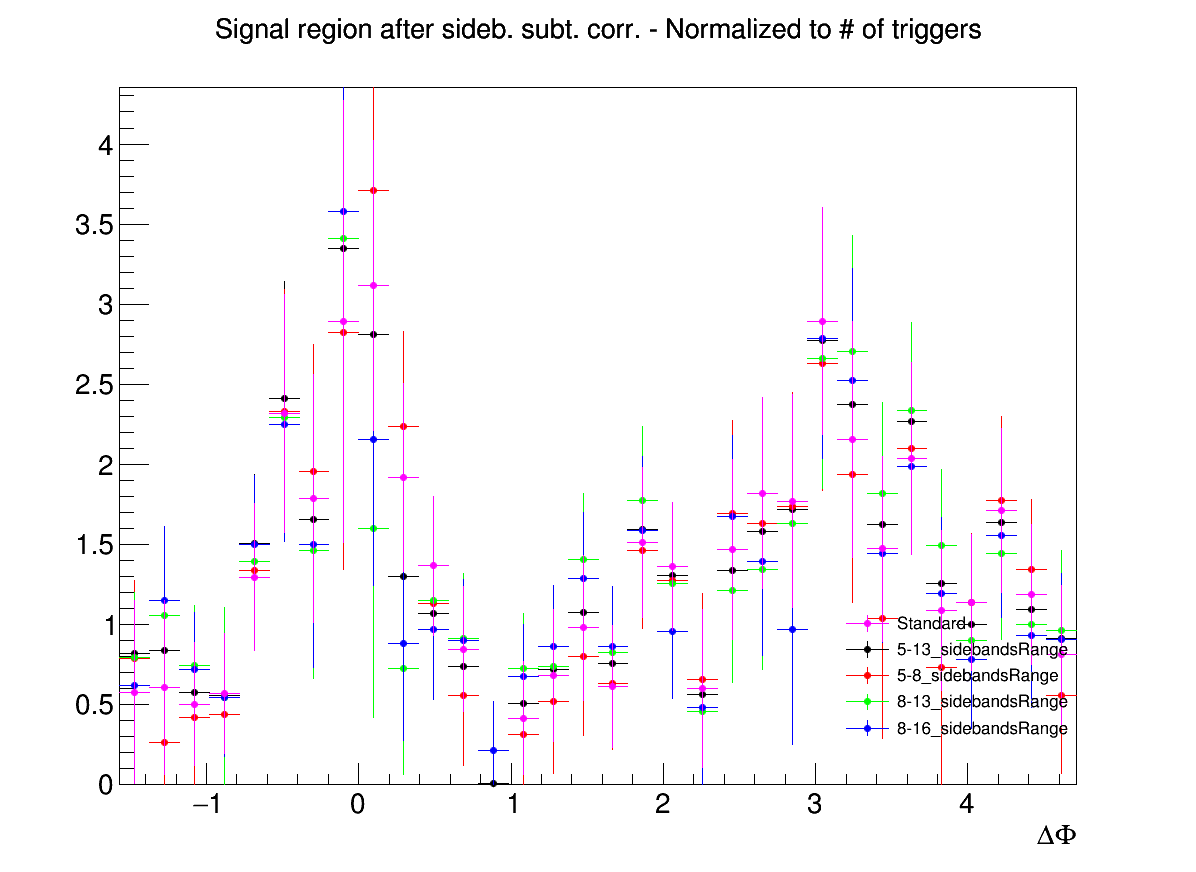 Signal region after sideb. subt. corr. - Normalized to # of triggers
4
3.5
3
2.5
2
1.5
1
0.5
0
−1 0 1 2 3 4
ΔΦ
Standard
5-13_sidebandsRange
5-8_sidebandsRange
8-13_sidebandsRange
8-16_sidebandsRange